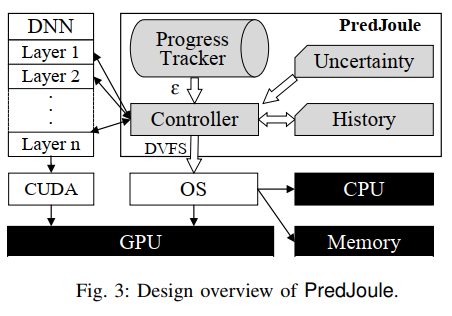 DNN
Layer 1
Layer 2
.
.
.
Layer n
PredJoule
Progress
Tracker
ε
Uncertainty
Controller
History
DVFS
CUDA
OS
CPU
GPU
Memory
Fig. 3: Design overview of PredJoule.